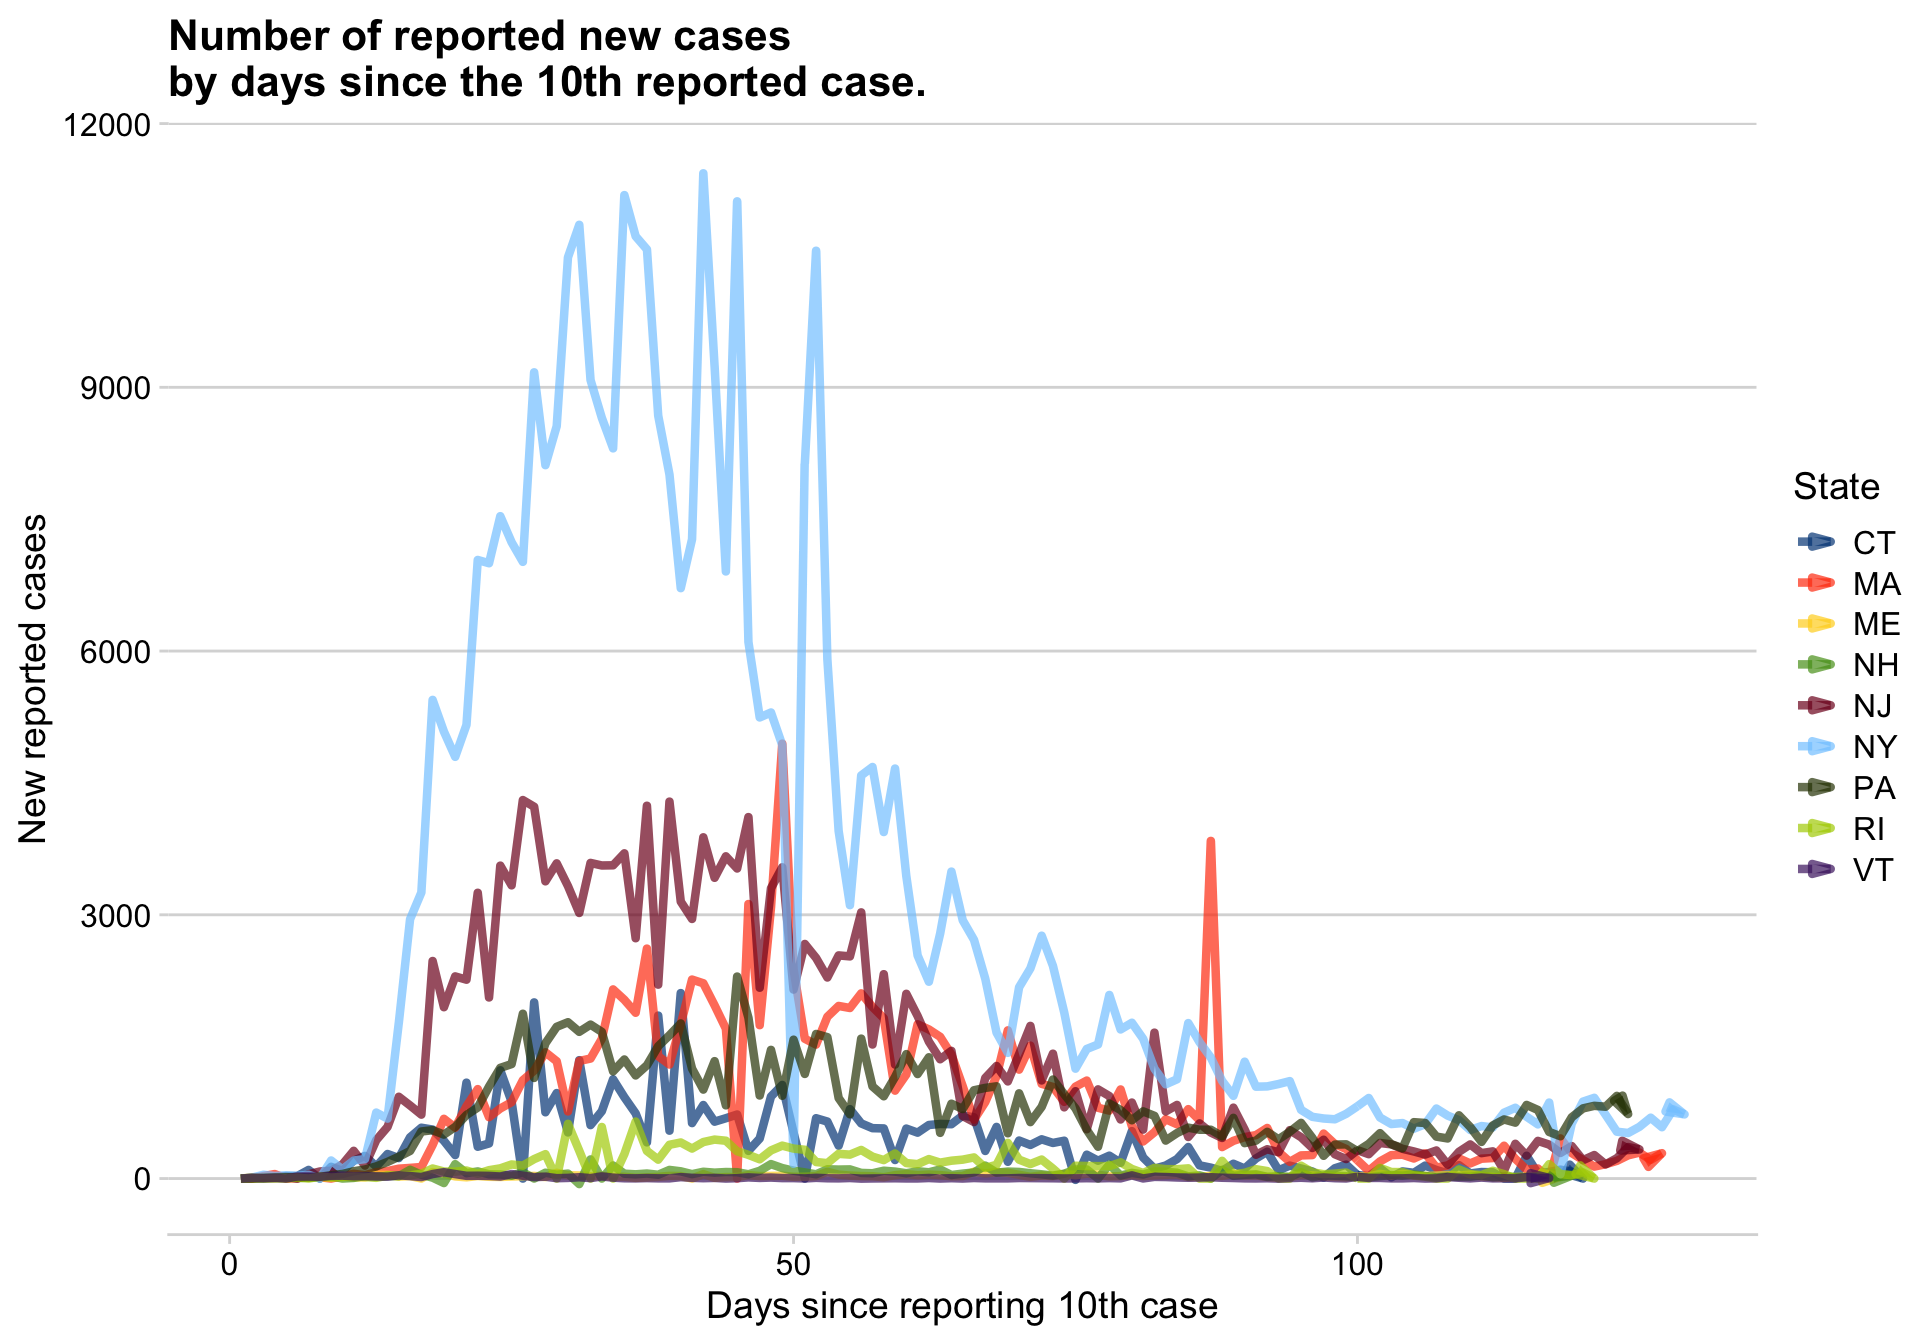 Number of reported new cases
by days since the 10th reported case.
12000
9000
6000
3000
0
New reported cases
0 50 100
Days since reporting 10th case
State
CT
MA
ME
NH
NJ
NY
PA
RI
VT